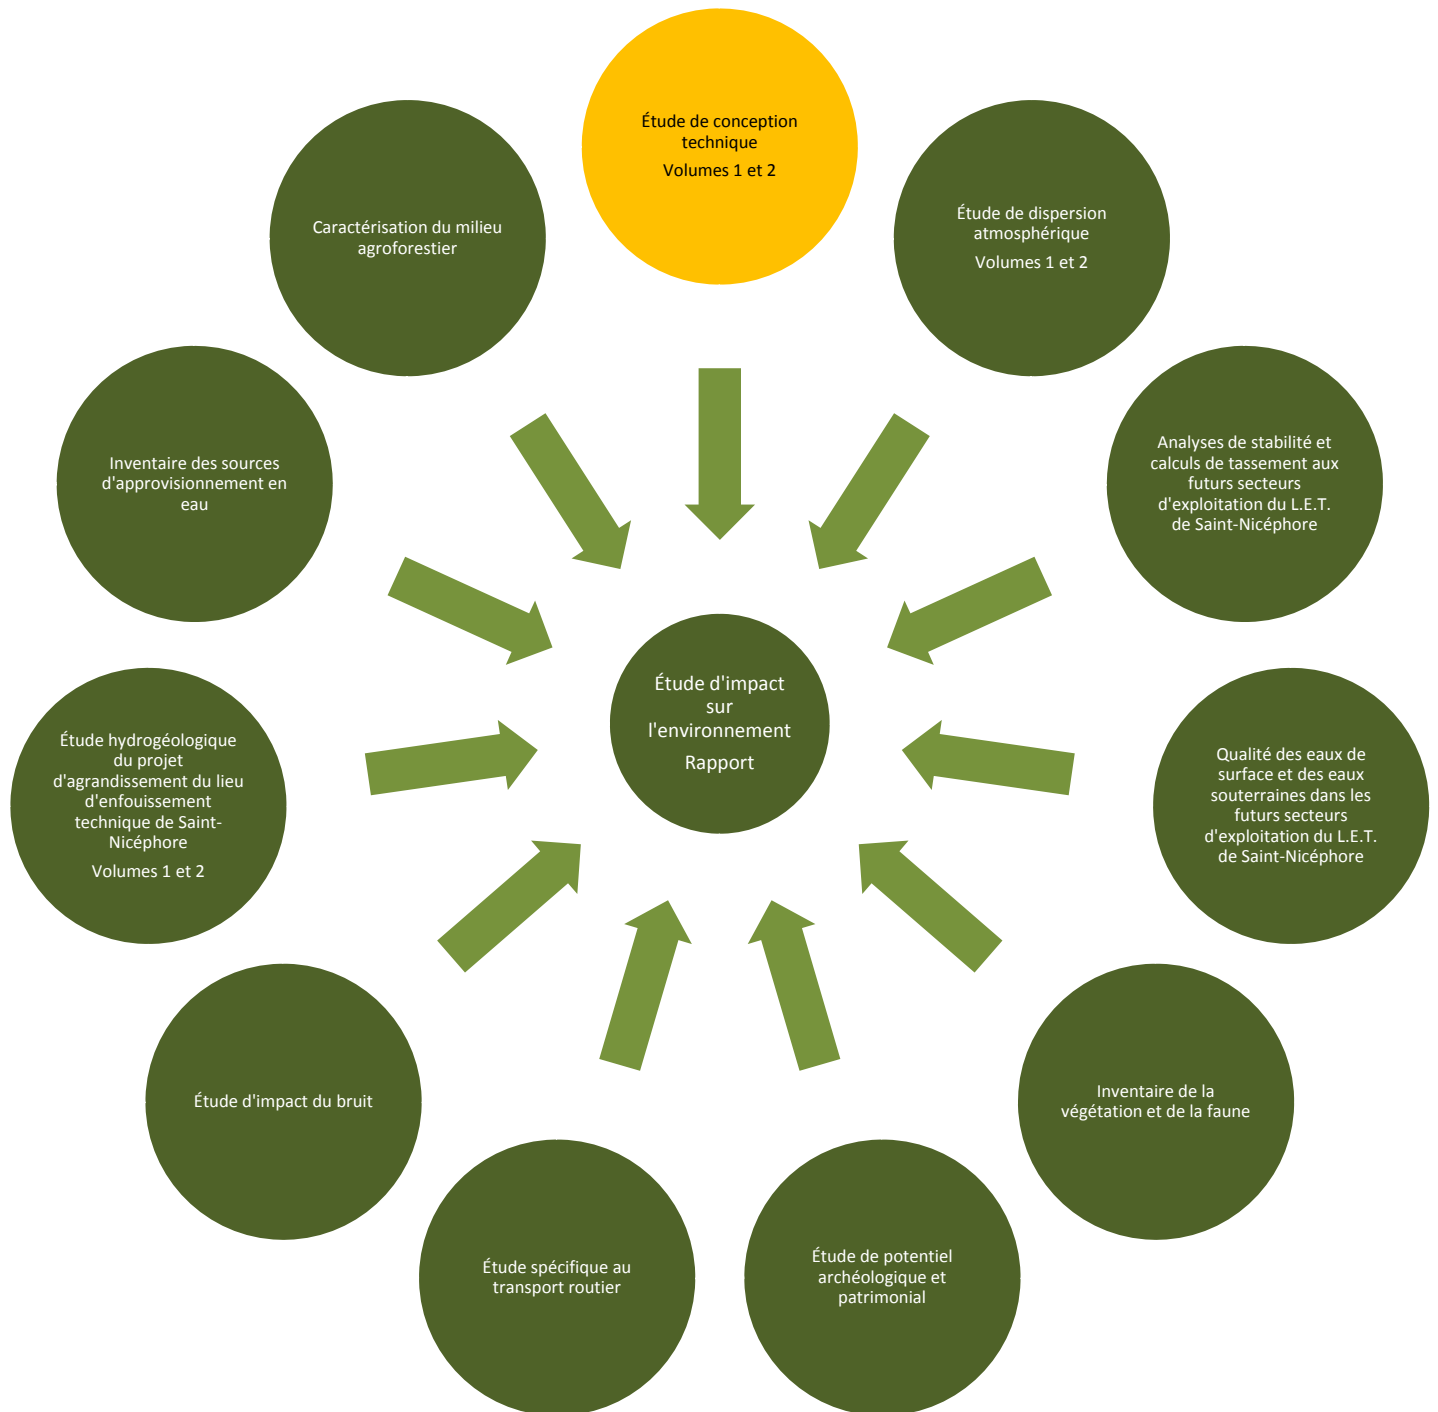 Étude de conception
technique
Volumes 1 et 2
Étude de dispersion
atmosphérique
Volumes 1 et 2
Analyses de stabilité et
calculs de tassement aux
futurs secteurs
d'exploitation du L.E.T.
de Saint-Nicéphore
Qualité des eaux de
surface et des eaux
souterraines dans les
futurs secteurs
d'exploitation du L.E.T.
de Saint-Nicéphore
Inventaire de la
végétation et de la faune
Étude de potentiel
archéologique et
patrimonial
Étude spécifique au
transport routier
Étude d'impact du bruit
Étude hydrogéologique
du projet
d'agrandissement du lieu
d'enfouissement
technique de Saint-
Nicéphore
Volumes 1 et 2
Inventaire des sources
d'approvisionnement en
eau
Caractérisation du milieu
agroforestier
Étude d'impact
sur
l'environnement
Rapport